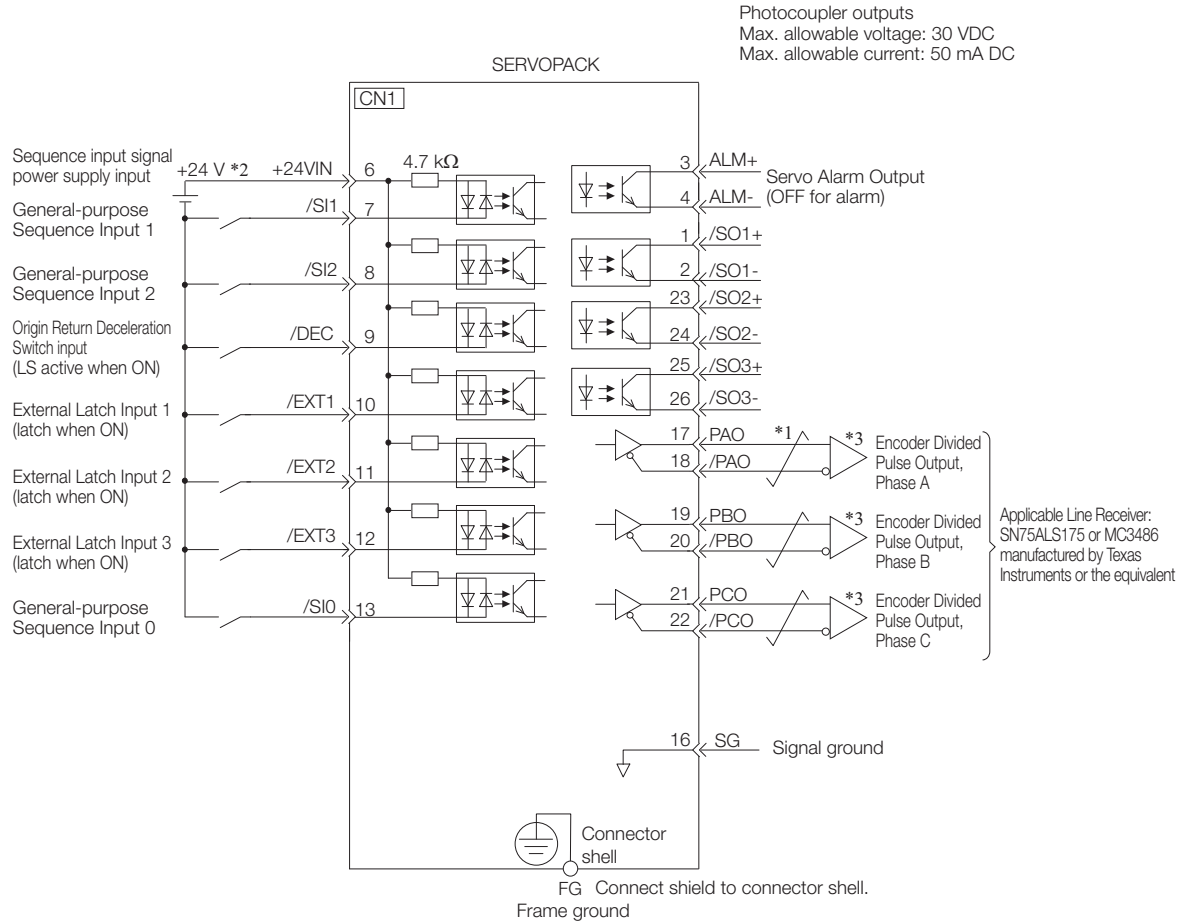 Photocoupler outputs
Max. allowable voltage: 30 VDC
Max. allowable current: 50 mA DC
SERVOPACK
CN1
Sequence input signal
power supply input
+24 V *2
+24VIN
6
4.7 kΩ
General-purpose
Sequence Input 1
/SI1
7
General-purpose
Sequence Input 2
/SI2
8
Origin Return Deceleration
Switch input
(LS active when ON)
/DEC
9
External Latch Input 1
(latch when ON)
/EXT1
10
External Latch Input 2
(latch when ON)
/EXT2
11
External Latch Input 3
(latch when ON)
/EXT3
12
General-purpose
Sequence Input 0
/SI0
13
3 ALM+
4 ALM-
Servo Alarm Output
(OFF for alarm)
1 /SO1+
2 /SO1-
23 /SO2+
24 /SO2-
25 /SO3+
26 /SO3-
17 PAO
18 /PAO
*1
*3
Encoder Divided
Pulse Output,
Phase A
19 PBO
20 /PBO
*3
Encoder Divided
Pulse Output,
Phase B
21 PCO
22 /PCO
*3
Encoder Divided
Pulse Output,
Phase C
Applicable Line Receiver:
SN75ALS175 or MC3486
manufactured by Texas
Instruments or the equivalent
16 SG
Signal ground
Connector
shell
FG Connect shield to connector shell.
Frame ground